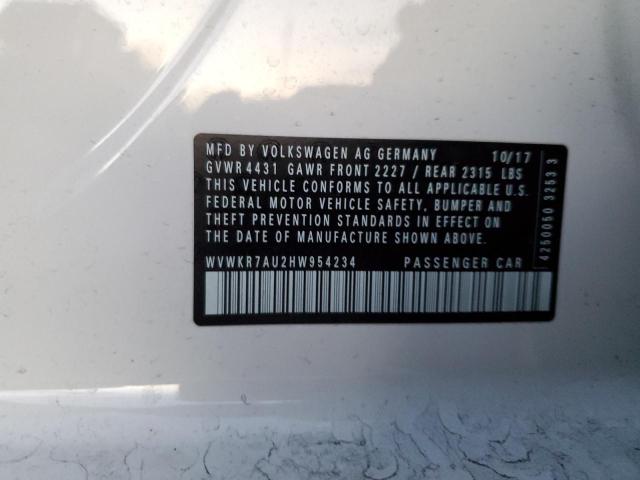 MFD BY VOLKSWAGEN AG GERMANY 10/17
GVWR 4431 GAWR FRONT 2227 / REAR 2315 LBS
THIS VEHICLE CONFORMS TO ALL APPLICABLE U.S.
FEDERAL MOTOR VEHICLE SAFETY, BUMPER AND
THEFT PREVENTION STANDARDS IN EFFECT ON
THE DATE OF MANUFACTURE SHOWN ABOVE.
WVWKR7AU2HW954234 PASSENGER CAR
4250050 3253 3